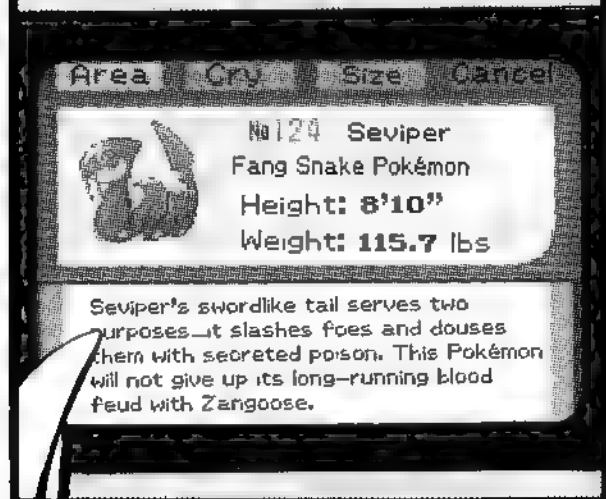 Area Cry Size Cancel
No 124 Seviper
Fang Snake Pokémon
Height: 8'10"
Weight: 115.7 lbs
Seviper's swordlike tail serves two
purposes—it slashes foes and douses
them with secreted poison. This Pokémon
will not give up its long-running blood
feud with Zangoose.